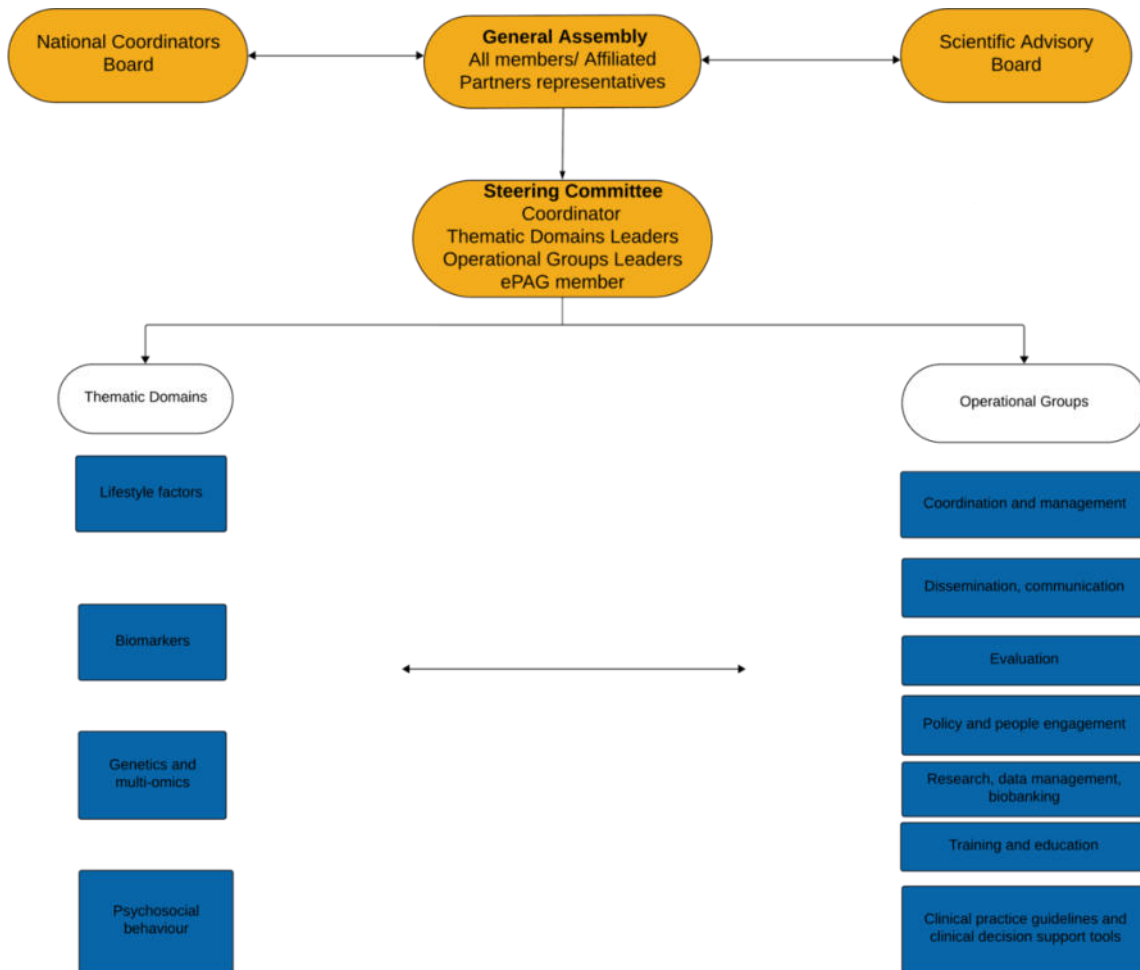 National Coordinators
Board
General Assembly
All members/ Affiliated
Partners representatives
Scientific Advisory
Board
Steering Committee
Coordinator
Thematic Domains Leaders
Operational Groups Leaders
ePAG member
Thematic Domains
Operational Groups
Lifestyle factors
Biomarkers
Genetics and
multi-omics
Psychosocial
behaviour
Coordination and management
Dissemination, communication
Evaluation
Policy and people engagement
Research, data management,
biobanking
Training and education
Clinical practice guidelines and
clinical decision support tools